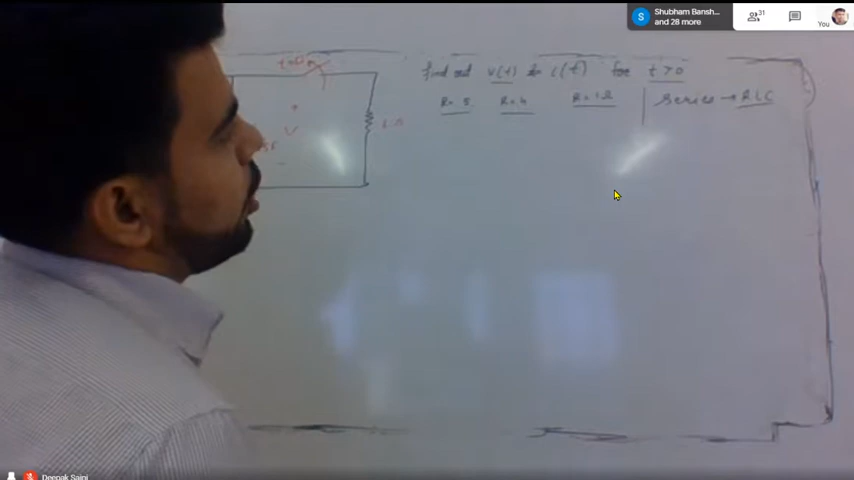 Shubham Bansh...
and 28 more
31
You
find out v(t) & i(t) for t>0
R= 5 R= 4 R=1Ω series → RLC
+
V
-
Deepak Saini